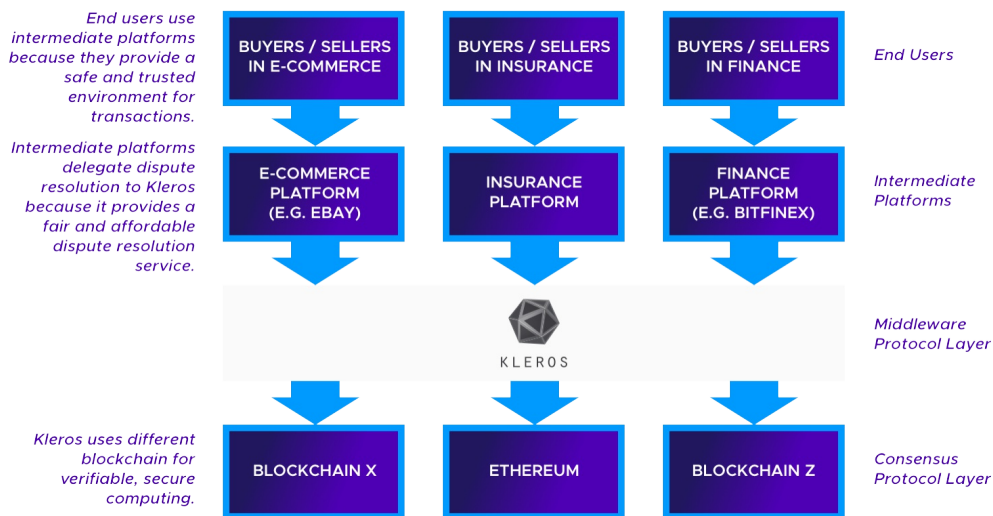 End users use
intermediate platforms
because they provide a
safe and trusted
environment for
transactions.
BUYERS / SELLERS
IN E-COMMERCE
BUYERS / SELLERS
IN INSURANCE
BUYERS / SELLERS
IN FINANCE
End Users
Intermediate platforms
delegate dispute
resolution to Kleros
because it provides a
fair and affordable
dispute resolution
service.
E-COMMERCE
PLATFORM
(E.G. EBAY)
INSURANCE
PLATFORM
FINANCE
PLATFORM
(E.G. BITFINEX)
Intermediate
Platforms
KLEROS
Middleware
Protocol Layer
Kleros uses different
blockchain for
verifiable, secure
computing.
BLOCKCHAIN X
ETHEREUM
BLOCKCHAIN Z
Consensus
Protocol Layer